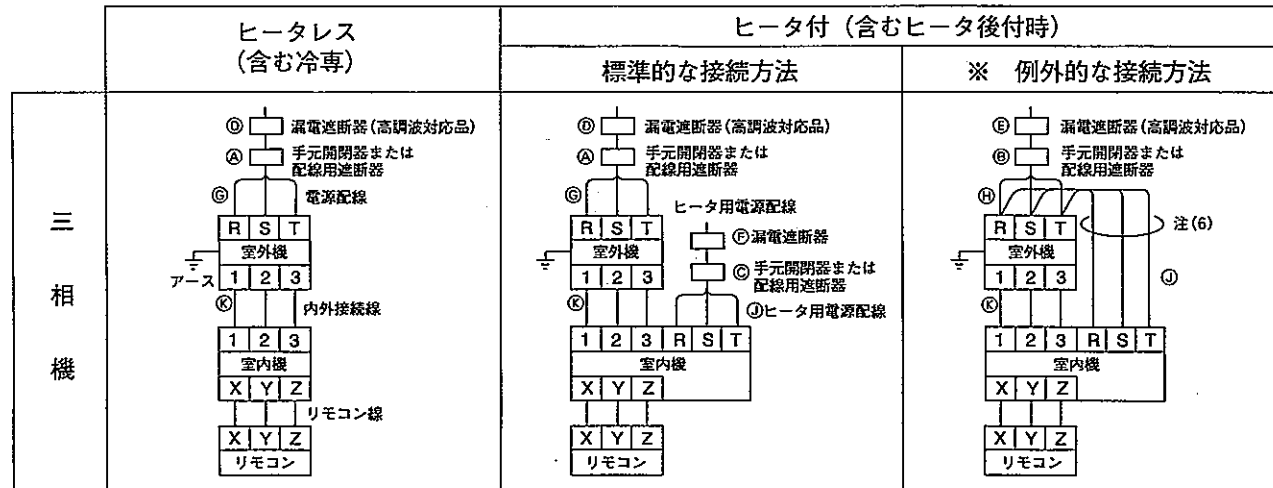 ヒータレス
(含む冷専)
ヒータ付（含むヒータ後付時）
標準的な接続方法
※ 例外的な接続方法
三相機
Ⓓ 漏電遮断器(高調波対応品)
Ⓐ 手元開閉器または
配線用遮断器
Ⓖ 電源配線
R S T
室外機
アース 1 2 3
Ⓚ 内外接続線
1 2 3
室内機
X Y Z
リモコン線
X Y Z
リモコン
Ⓓ 漏電遮断器(高調波対応品)
Ⓐ 手元開閉器または
配線用遮断器
Ⓖ
ヒータ用電源配線
R S T
Ⓕ漏電遮断器
室外機
Ⓒ 手元開閉器または
配線用遮断器
1 2 3
Ⓚ
Ⓙヒータ用電源配線
1 2 3 R S T
室内機
X Y Z
X Y Z
リモコン
Ⓔ 漏電遮断器(高調波対応品)
Ⓑ 手元開閉器または
配線用遮断器
Ⓗ
R S T
注(6)
室外機
1 2 3
Ⓙ
Ⓚ
1 2 3 R S T
室内機
X Y Z
X Y Z
リモコン